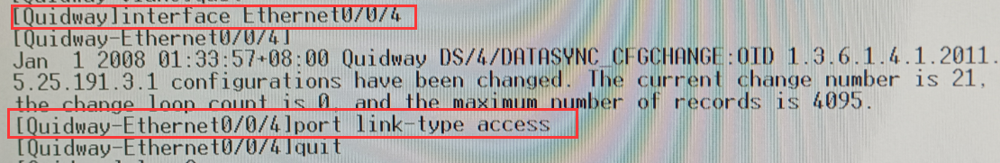 [Quidway]interface Ethernet0/0/4
[Quidway-Ethernet0/0/4]
Jan  1 2008 01:33:57+08:00 Quidway DS/4/DATASYNC_CFGCHANGE:OID 1.3.6.1.4.1.2011.
5.25.191.3.1 configurations have been changed. The current change number is 21,
the change loop count is 0, and the maximum number of records is 4095.
[Quidway-Ethernet0/0/4]port link-type access
[Quidway-Ethernet0/0/4]quit